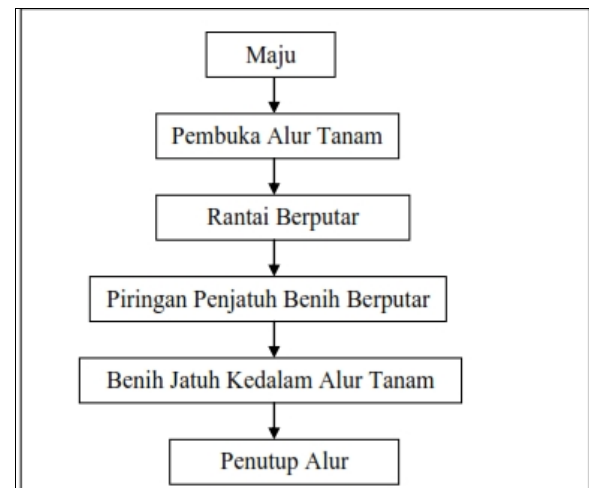 Maju
Pembuka Alur Tanam
Rantai Berputar
Piringan Penjatuh Benih Berputar
Benih Jatuh Kedalam Alur Tanam
Penutup Alur